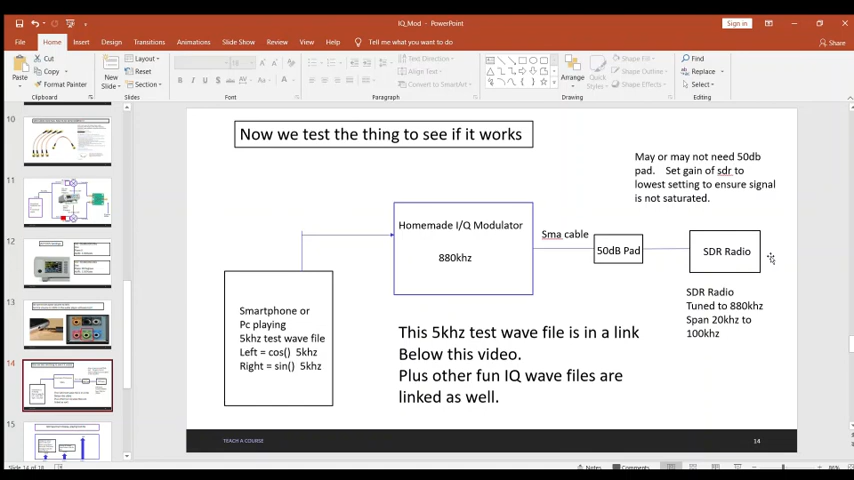 IQ_Mod - PowerPoint
Sign in
File
Home
Insert
Design
Transitions
Animations
Slide Show
Review
View
Help
Tell me what you want to do
Share
Paste
Cut
Copy
Format Painter
Clipboard
New
Slide
Layout
Reset
Section
Slides
Font
Text Direction
Align Text
Convert to SmartArt
Paragraph
Arrange
Quick
Styles
Shape Fill
Shape Outline
Shape Effects
Drawing
Find
Replace
Select
Editing
10
11
12
13
14
15
Now we test the thing to see if it works
May or may not need 50db
pad. Set gain of sdr to
lowest setting to ensure signal
is not saturated.
Homemade I/Q Modulator
880khz
Sma cable
50dB Pad
SDR Radio
Smartphone or
Pc playing
5khz test wave file
Left = cos() 5khz
Right = sin() 5khz
SDR Radio
Tuned to 880khz
Span 20khz to
100khz
This 5khz test wave file is in a link
Below this video.
Plus other fun IQ wave files are
linked as well.
TEACH A COURSE
14
Slide 14 of 18
Notes
Comments